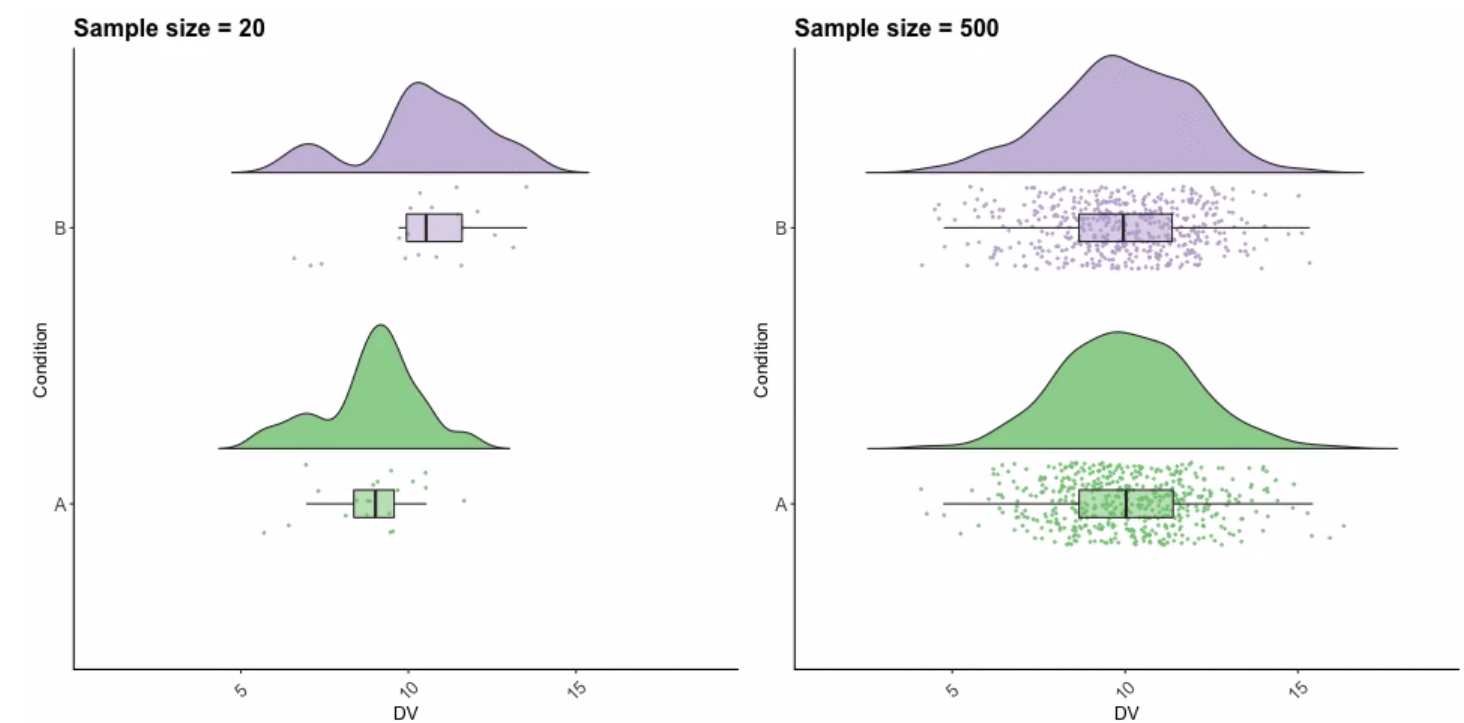 Sample size = 20
B
A
Condition
5
10
15
DV
Sample size = 500
B
A
Condition
5
10
15
DV